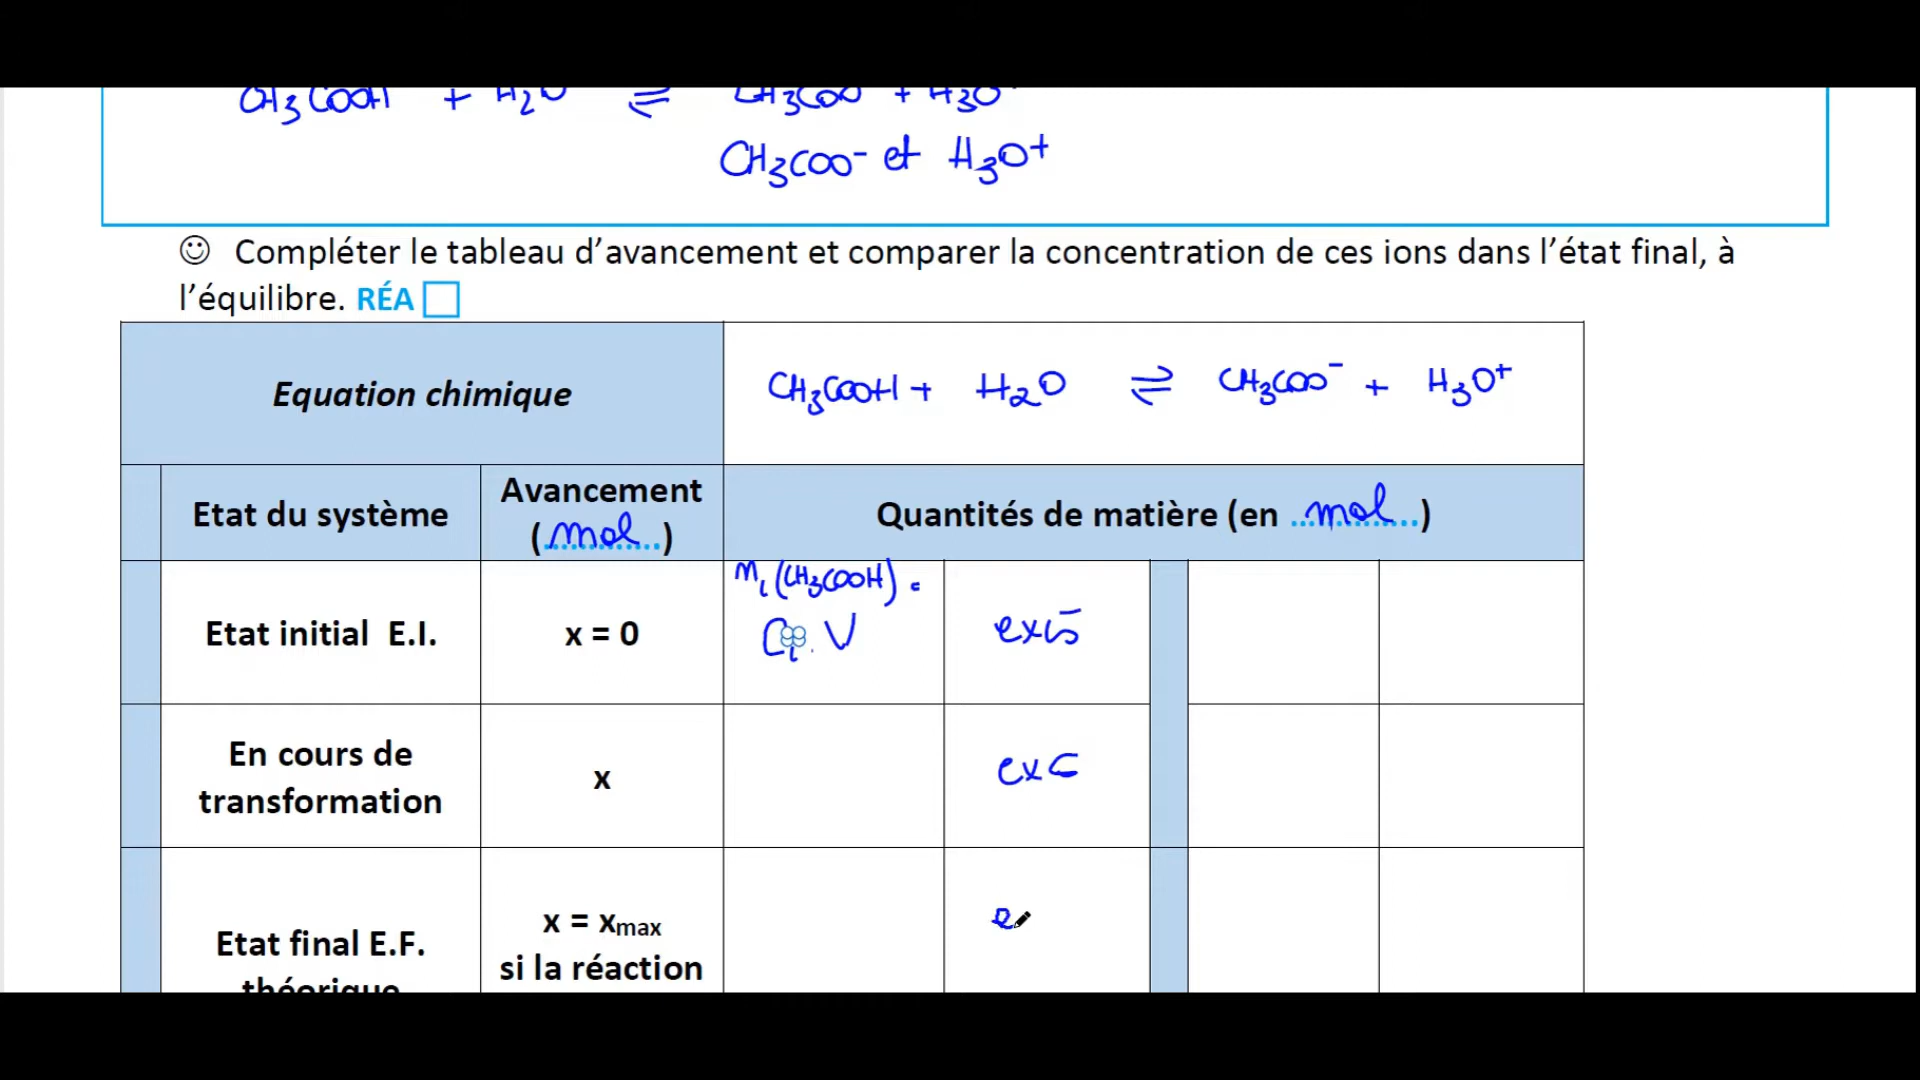 CH3COOH + H2O ⇌ CH3COO + H3O+
CH3COO- et H3O+
☺ Compléter le tableau d’avancement et comparer la concentration de ces ions dans l’état final, à
l’équilibre. RÉA □
Equation chimique
CH3COOH + H2O ⇌ CH3COO- + H3O+
Etat du système
Avancement
(mol)
Quantités de matière (en mol)
Etat initial E.I.
x = 0
ni(CH3COOH) =
Ci . V
excès
En cours de
transformation
x
excès
Etat final E.F.
théorique
x = xmax
si la réaction
e